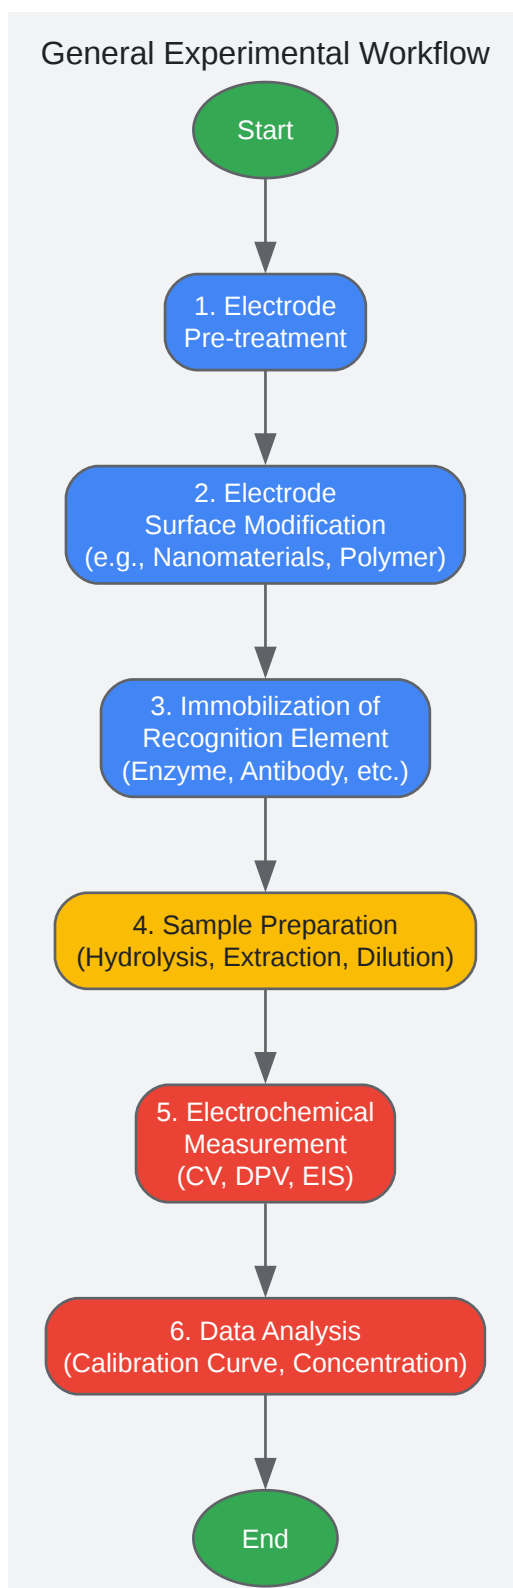 General Experimental Workflow
Start
1. Electrode
Pre-treatment
2. Electrode
Surface Modification
(e.g., Nanomaterials, Polymer)
3. Immobilization of
Recognition Element
(Enzyme, Antibody, etc.)
4. Sample Preparation
(Hydrolysis, Extraction, Dilution)
5. Electrochemical
Measurement
(CV, DPV, EIS)
6. Data Analysis
(Calibration Curve, Concentration)
End